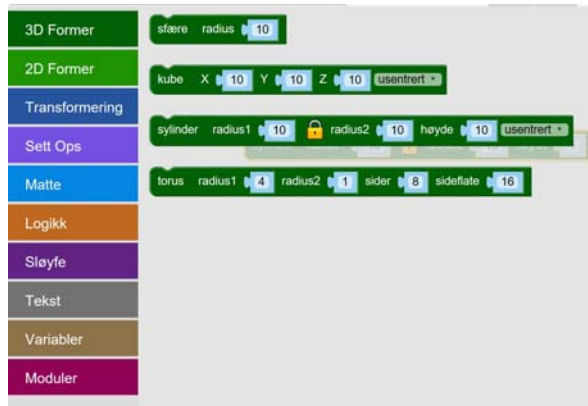 3D Former
2D Former
Transformering
Sett Ops
Matte
Logikk
Sløyfe
Tekst
Variabler
Moduler
sfære radius 10
kube X 10 Y 10 Z 10 usentrert
sylinder radius1 10 radius2 10 høyde 10 usentrert
torus radius1 4 radius2 1 sider 8 sideflate 16